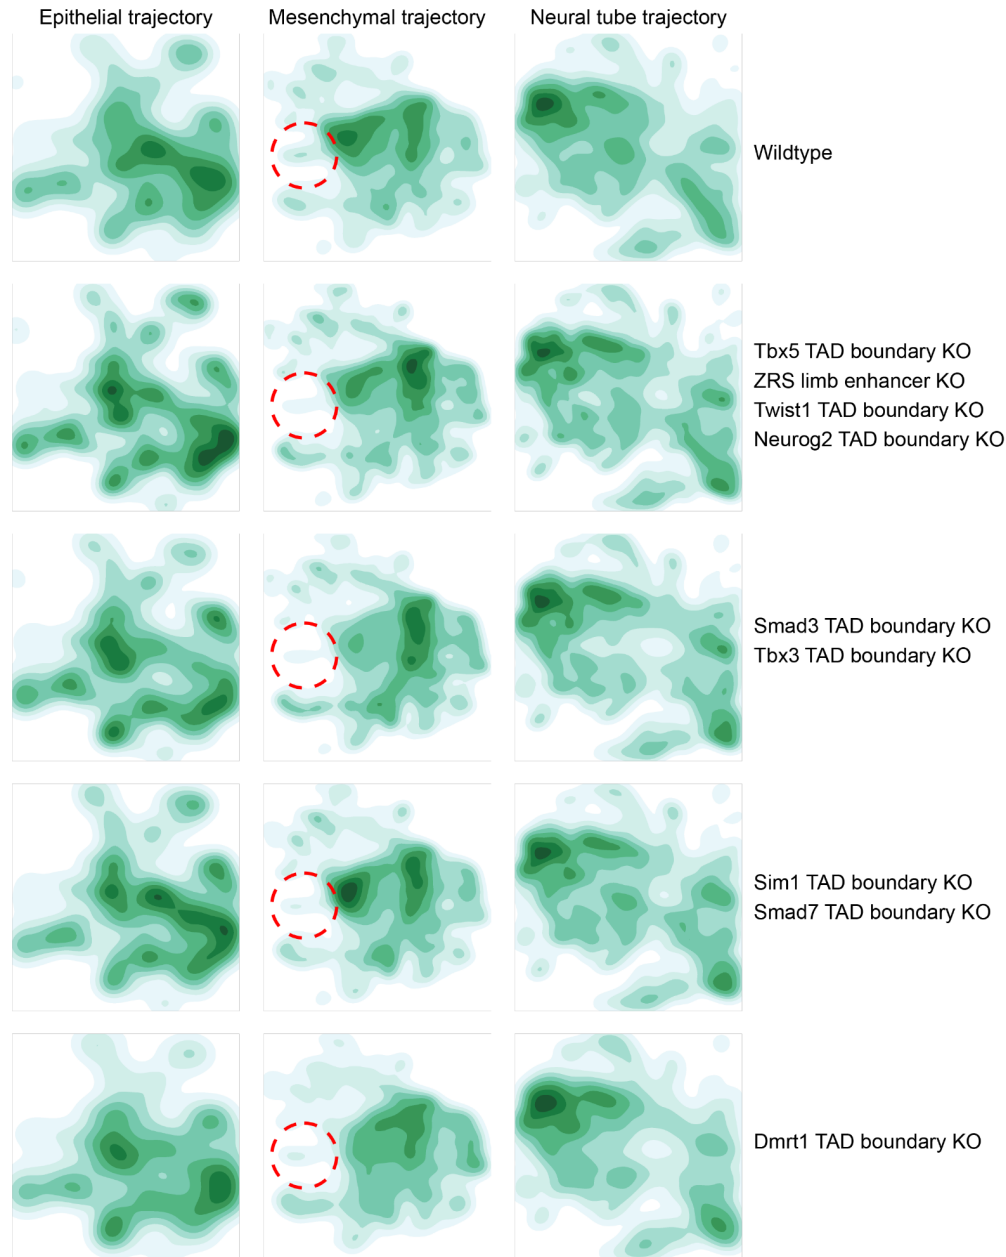 Epithelial trajectory
Mesenchymal trajectory
Neural tube trajectory
Wildtype
Tbx5 TAD boundary KO
ZRS limb enhancer KO
Twist1 TAD boundary KO
Neurog2 TAD boundary KO
Smad3 TAD boundary KO
Tbx3 TAD boundary KO
Sim1 TAD boundary KO
Smad7 TAD boundary KO
Dmrt1 TAD boundary KO